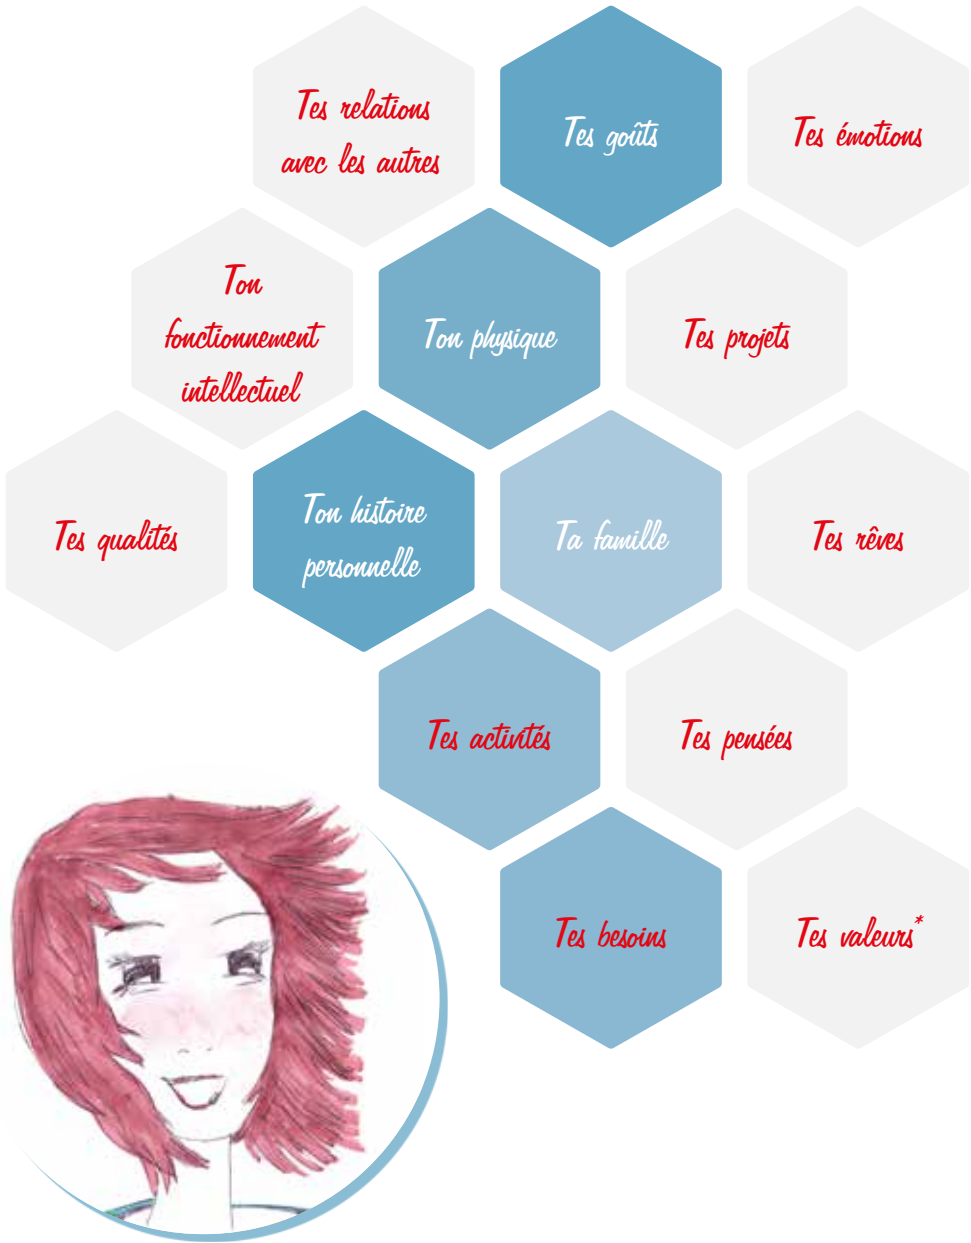 Tes relations
avec les autres
Tes goûts
Tes émotions
Ton
fonctionnement
intellectuel
Ton physique
Tes projets
Tes qualités
Ton histoire
personnelle
Ta famille
Tes rêves
Tes activités
Tes pensées
Tes besoins
Tes valeurs*